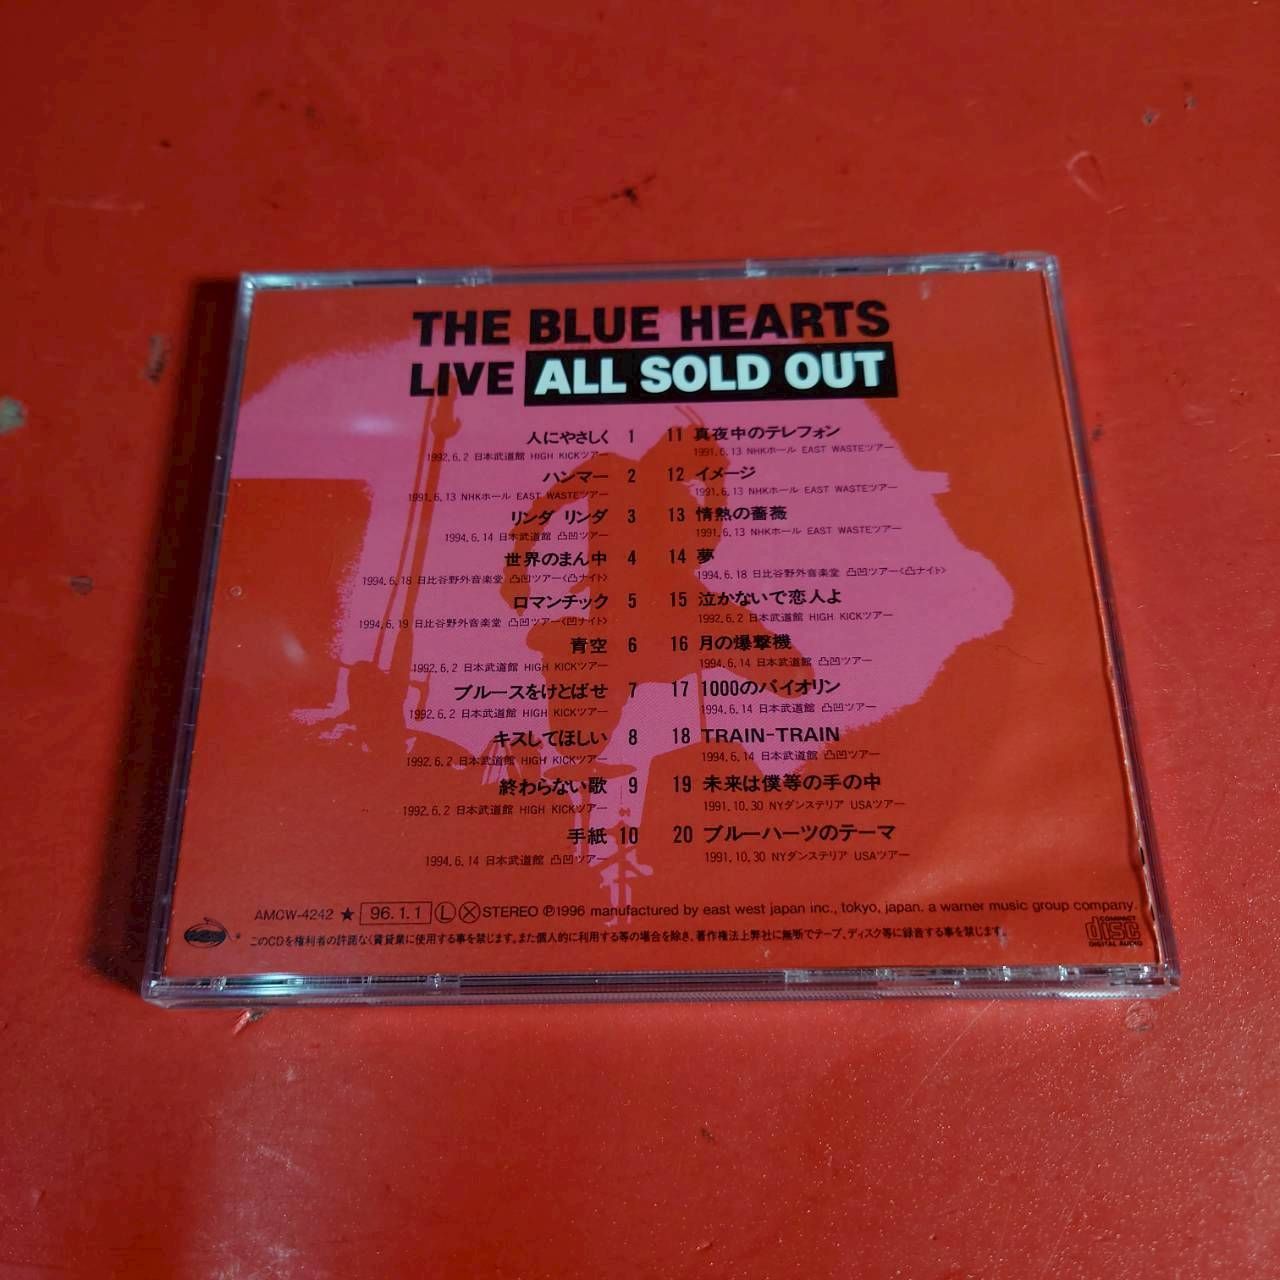 THE BLUE HEARTS
LIVE ALL SOLD OUT
人にやさしく 1
1992.6.2 日本武道館 HIGH KICKツアー
ハンマー 2
1991.6.13 NHKホール EAST WASTEツアー
リンダ リンダ 3
1994.6.14 日本武道館 凸凹ツアー
世界のまん中 4
1994.6.18 日比谷野外音楽堂 凸凹ツアー〈凸ナイト〉
ロマンチック 5
1994.6.19 日比谷野外音楽堂 凸凹ツアー〈凹ナイト〉
青空 6
1992.6.2 日本武道館 HIGH KICKツアー
ブルースをけとばせ 7
1992.6.2 日本武道館 HIGH KICKツアー
キスしてほしい 8
1992.6.2 日本武道館 HIGH KICKツアー
終わらない歌 9
1992.6.2 日本武道館 HIGH KICKツアー
手紙 10
1994.6.14 日本武道館 凸凹ツアー
11 真夜中のテレフォン
1991.6.13 NHKホール EAST WASTEツアー
12 イメージ
1991.6.13 NHKホール EAST WASTEツアー
13 情熱の薔薇
1991.6.13 NHKホール EAST WASTEツアー
14 夢
1994.6.18 日比谷野外音楽堂 凸凹ツアー〈凸ナイト〉
15 泣かないで恋人よ
1992.6.2 日本武道館 HIGH KICKツアー
16 月の爆撃機
1994.6.14 日本武道館 凸凹ツアー
17 1000のバイオリン
1994.6.14 日本武道館 凸凹ツアー
18 TRAIN-TRAIN
1994.6.14 日本武道館 凸凹ツアー
19 未来は僕等の手の中
1991.10.30 NYダンステリア USAツアー
20 ブルーハーツのテーマ
1991.10.30 NYダンステリア USAツアー
AMCW-4242 ★ 96.1.1 Ⓛ Ⓧ STEREO ℗1996 manufactured by east west japan inc., tokyo, japan. a warner music group company.
このCDを権利者の許諾なく賃貸業に使用する事を禁じます。また個人的に利用する等の場合を除き、著作権法上弊社に無断でテープ、ディスク等に録音する事を禁じます。
COMPACT
disc
DIGITAL AUDIO